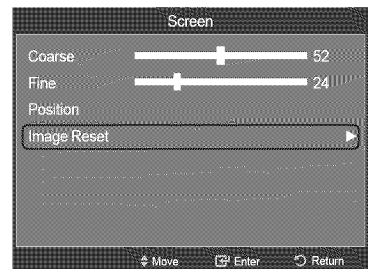 Screen
Coarse 52
Fine 24
Position
Image Reset
Move Enter Return